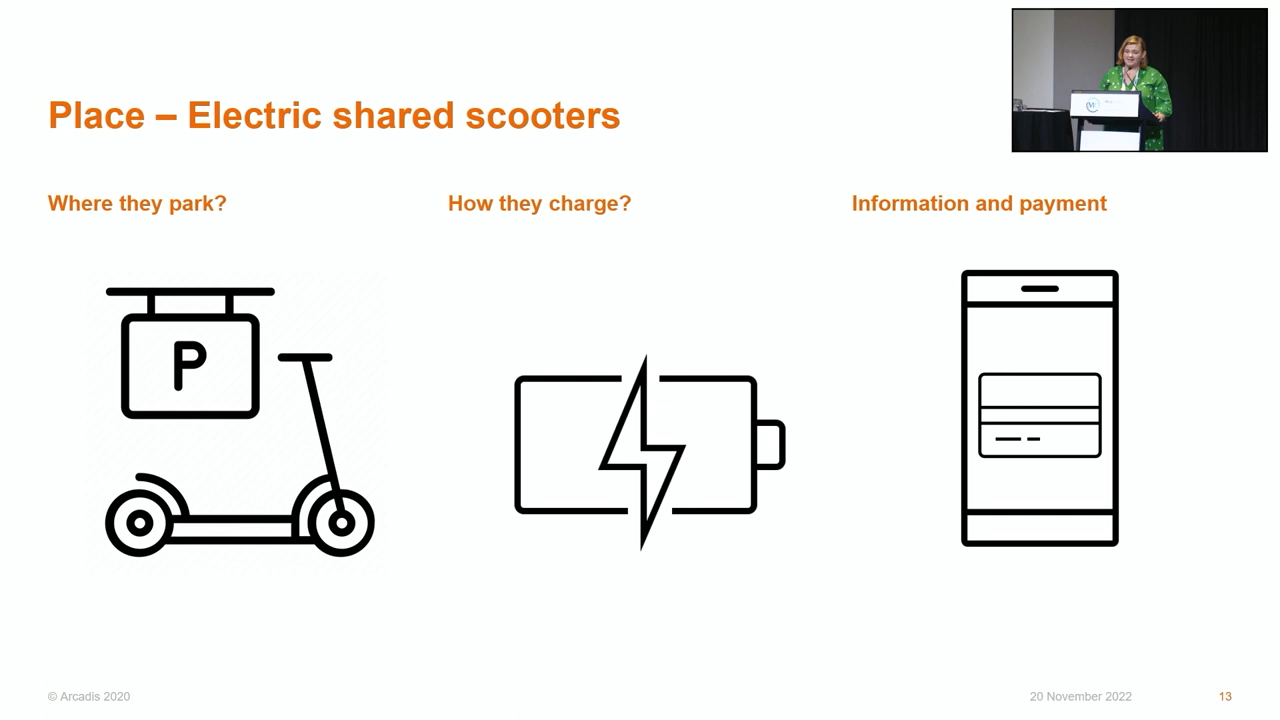 Place – Electric shared scooters
Where they park?
How they charge?
Information and payment
P
© Arcadis 2020
20 November 2022
13